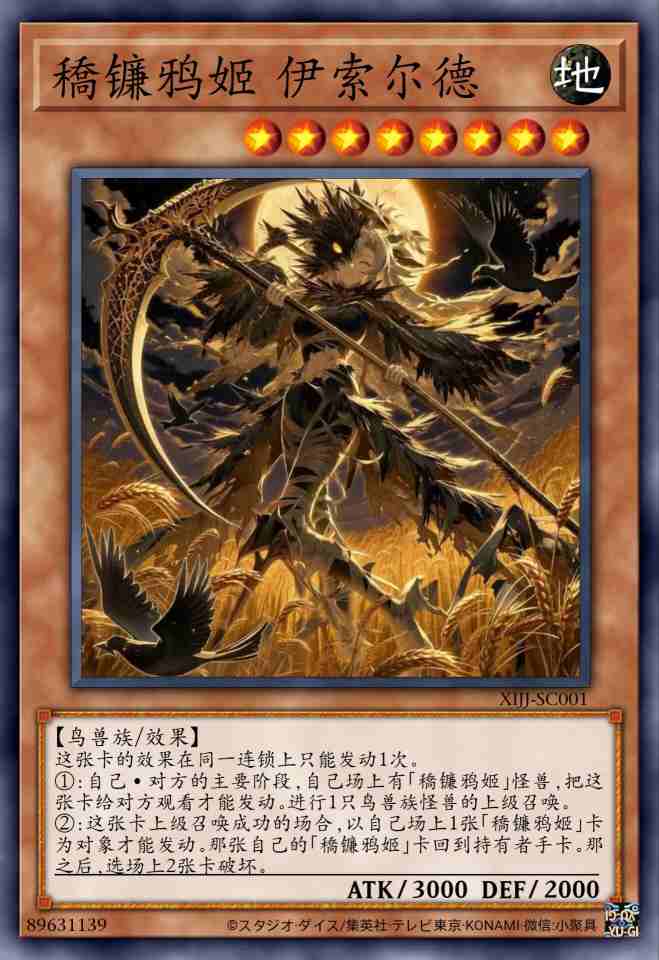 穚镰鸦姬 伊索尔德
地
XIJJ-SC001
【鸟兽族/效果】
这张卡的效果在同一连锁上只能发动1次。
①:自己·对方的主要阶段,自己场上有「穚镰鸦姬」怪兽,把这
张卡给对方观看才能发动。进行1只鸟兽族怪兽的上级召唤。
②:这张卡上级召唤成功的场合,以自己场上1张「穚镰鸦姬」卡
为对象才能发动。那张自己的「穚镰鸦姬」卡回到持有者手卡。那
之后,选场上2张卡破坏。
ATK/3000 DEF/2000
89631139
©スタジオ·ダイス/集英社·テレビ東京·KONAMI 微信:小聚具